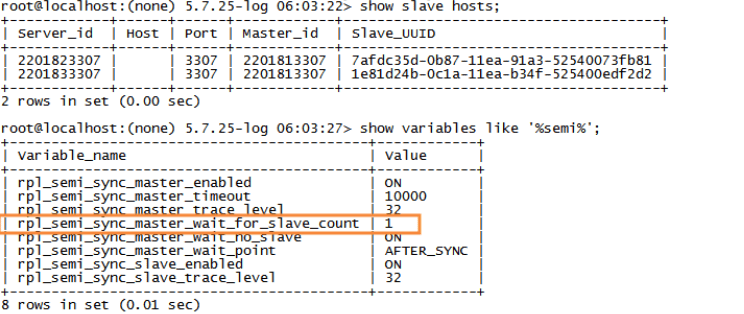 root@localhost:(none) 5.7.25-log 06:03:22> show slave hosts;
+------------+------+------+------------+--------------------------------------+
| Server_id  | Host | Port | Master_id  | Slave_UUID                           |
+------------+------+------+------------+--------------------------------------+
| 2201823307 |      | 3307 | 2201813307 | 7afdc35d-0b87-11ea-91a3-52540073fb81 |
| 2201833307 |      | 3307 | 2201813307 | 1e81d24b-0c1a-11ea-b34f-525400edf2d2 |
+------------+------+------+------------+--------------------------------------+
2 rows in set (0.00 sec)
root@localhost:(none) 5.7.25-log 06:03:27> show variables like '%semi%';
+-------------------------------------------+------------+
| Variable_name                             | Value      |
+-------------------------------------------+------------+
| rpl_semi_sync_master_enabled              | ON         |
| rpl_semi_sync_master_timeout              | 10000      |
| rpl_semi_sync_master_trace_level          | 32         |
| rpl_semi_sync_master_wait_for_slave_count | 1          |
| rpl_semi_sync_master_wait_no_slave        | ON         |
| rpl_semi_sync_master_wait_point           | AFTER_SYNC |
| rpl_semi_sync_slave_enabled               | ON         |
| rpl_semi_sync_slave_trace_level           | 32         |
+-------------------------------------------+------------+
8 rows in set (0.01 sec)